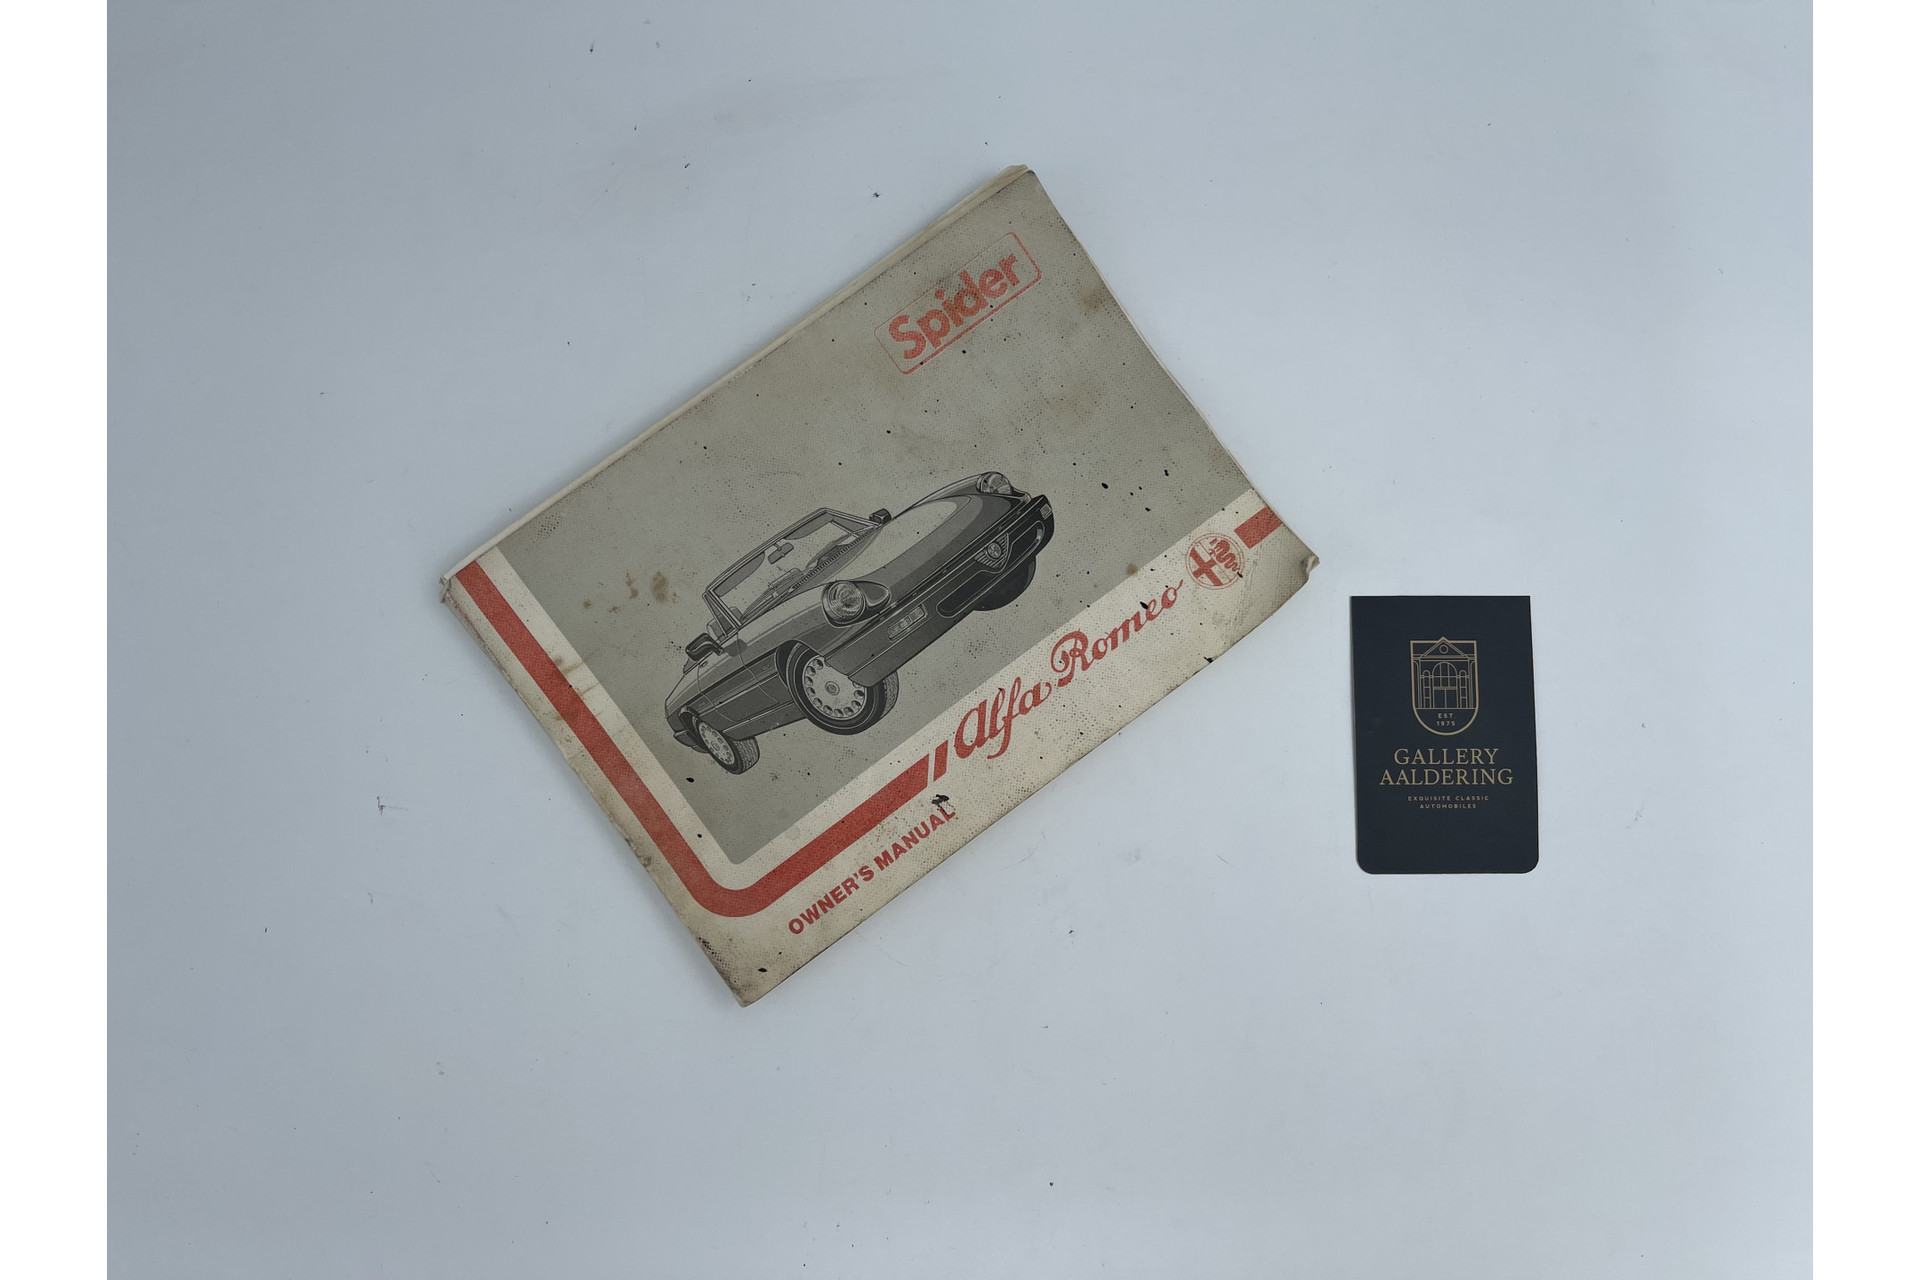 Spider
Alfa Romeo
OWNER'S MANUAL
EST
1975
GALLERY
AALDERING
EXQUISITE CLASSIC
AUTOMOBILES